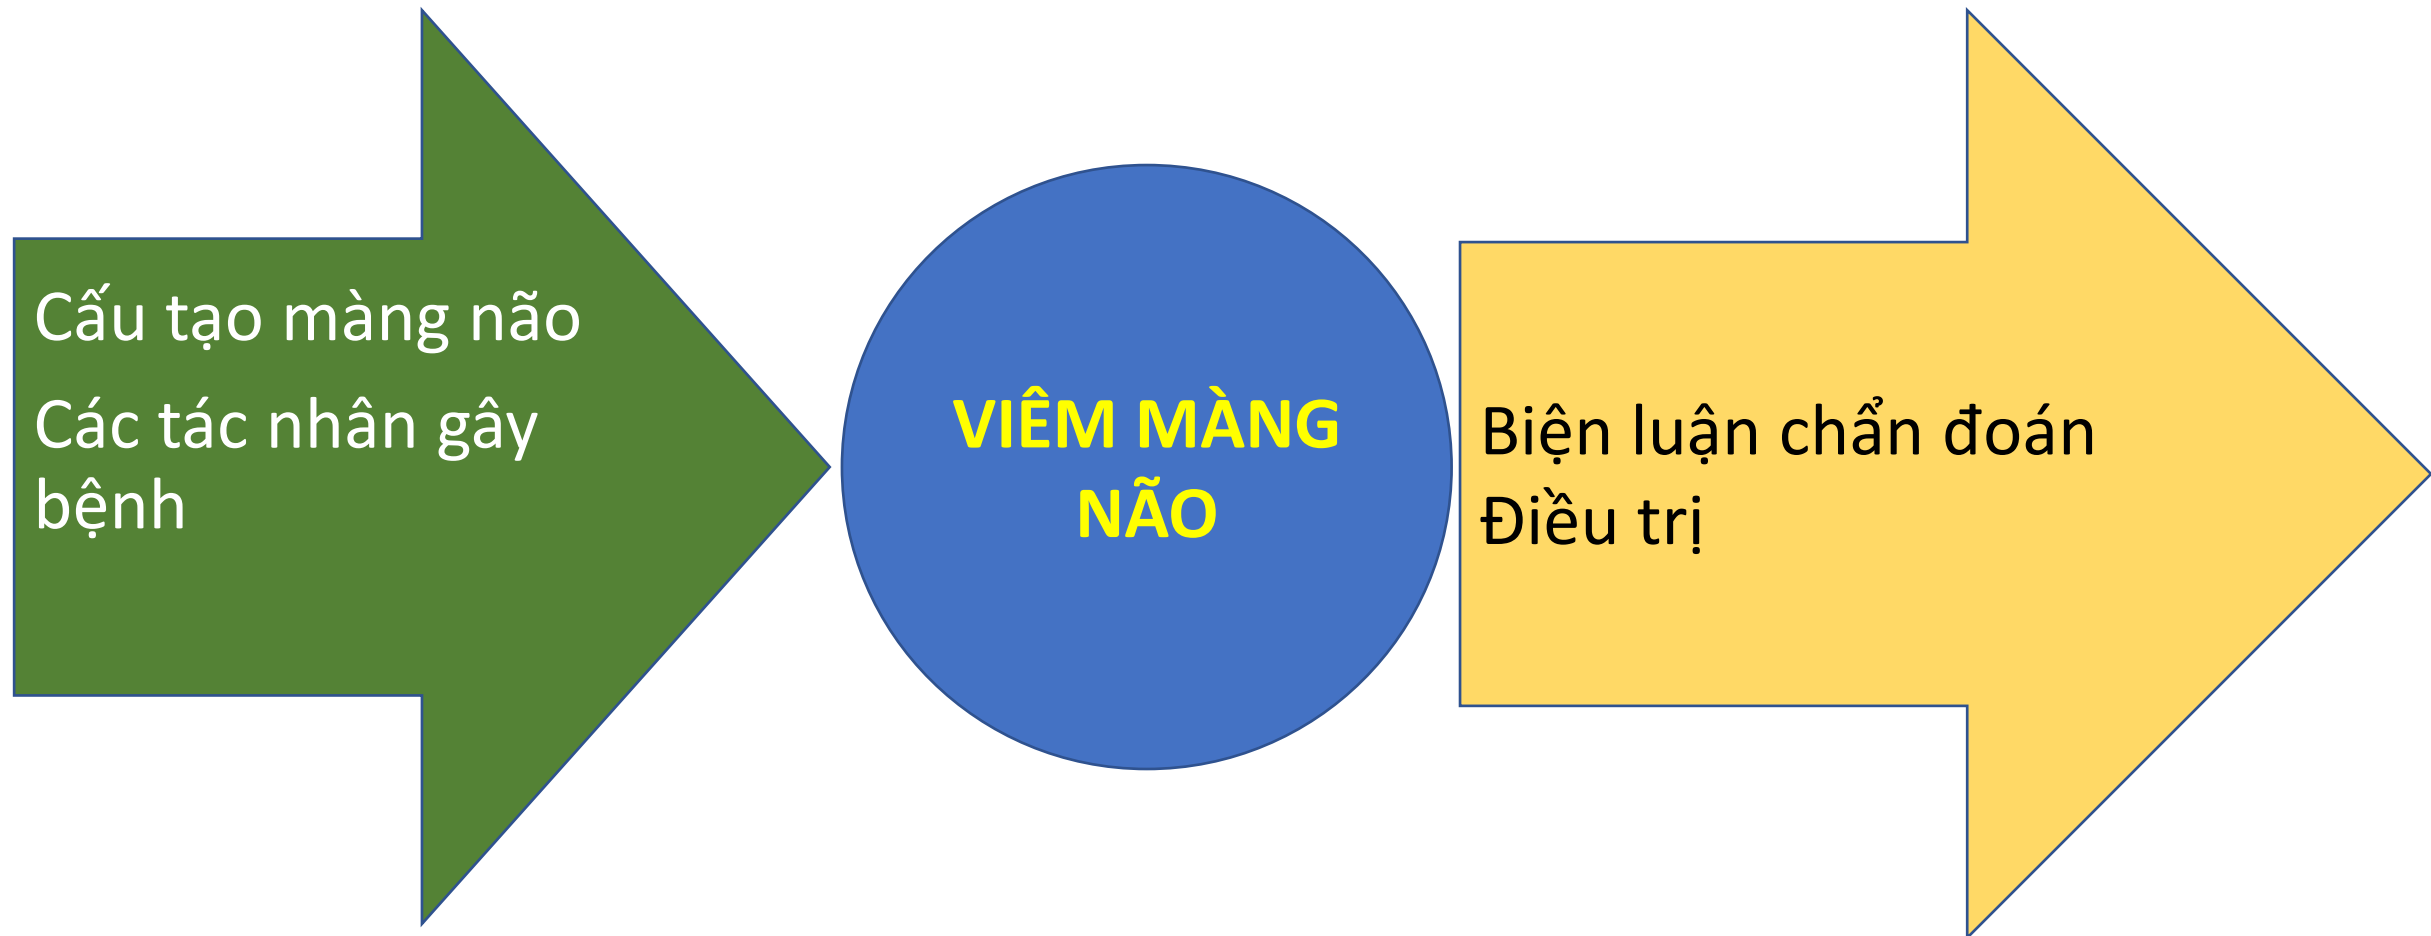 Cấu tạo màng não
Các tác nhân gây
bệnh
VIÊM MÀNG
NÃO
Biện luận chẩn đoán
Điều trị